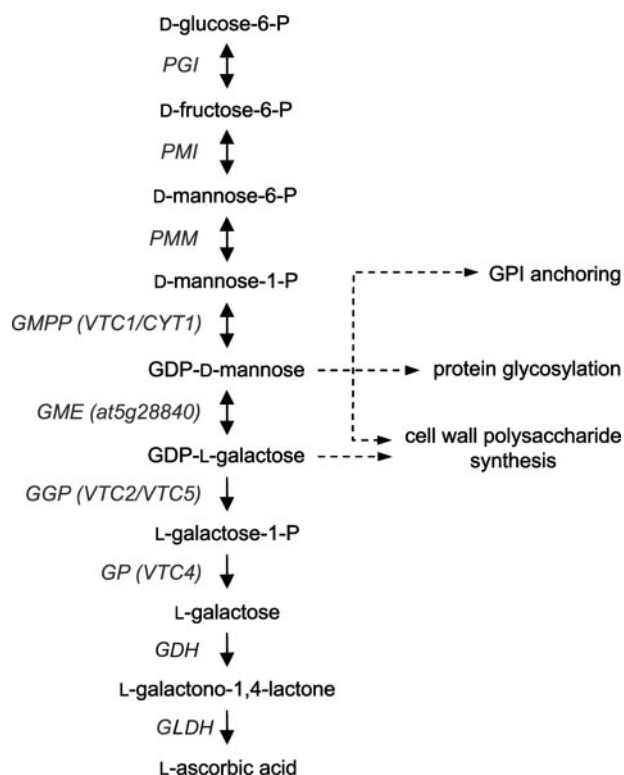 D-glucose-6-P
PGI
D-fructose-6-P
PMI
D-mannose-6-P
PMM
D-mannose-1-P
GPI anchoring
GMPP (VTC1/CYT1)
GDP-D-mannose
protein glycosylation
GME (at5g28840)
GDP-L-galactose
cell wall polysaccharide
synthesis
GGP (VTC2/VTC5)
L-galactose-1-P
GP (VTC4)
L-galactose
GDH
L-galactono-1,4-lactone
GLDH
L-ascorbic acid